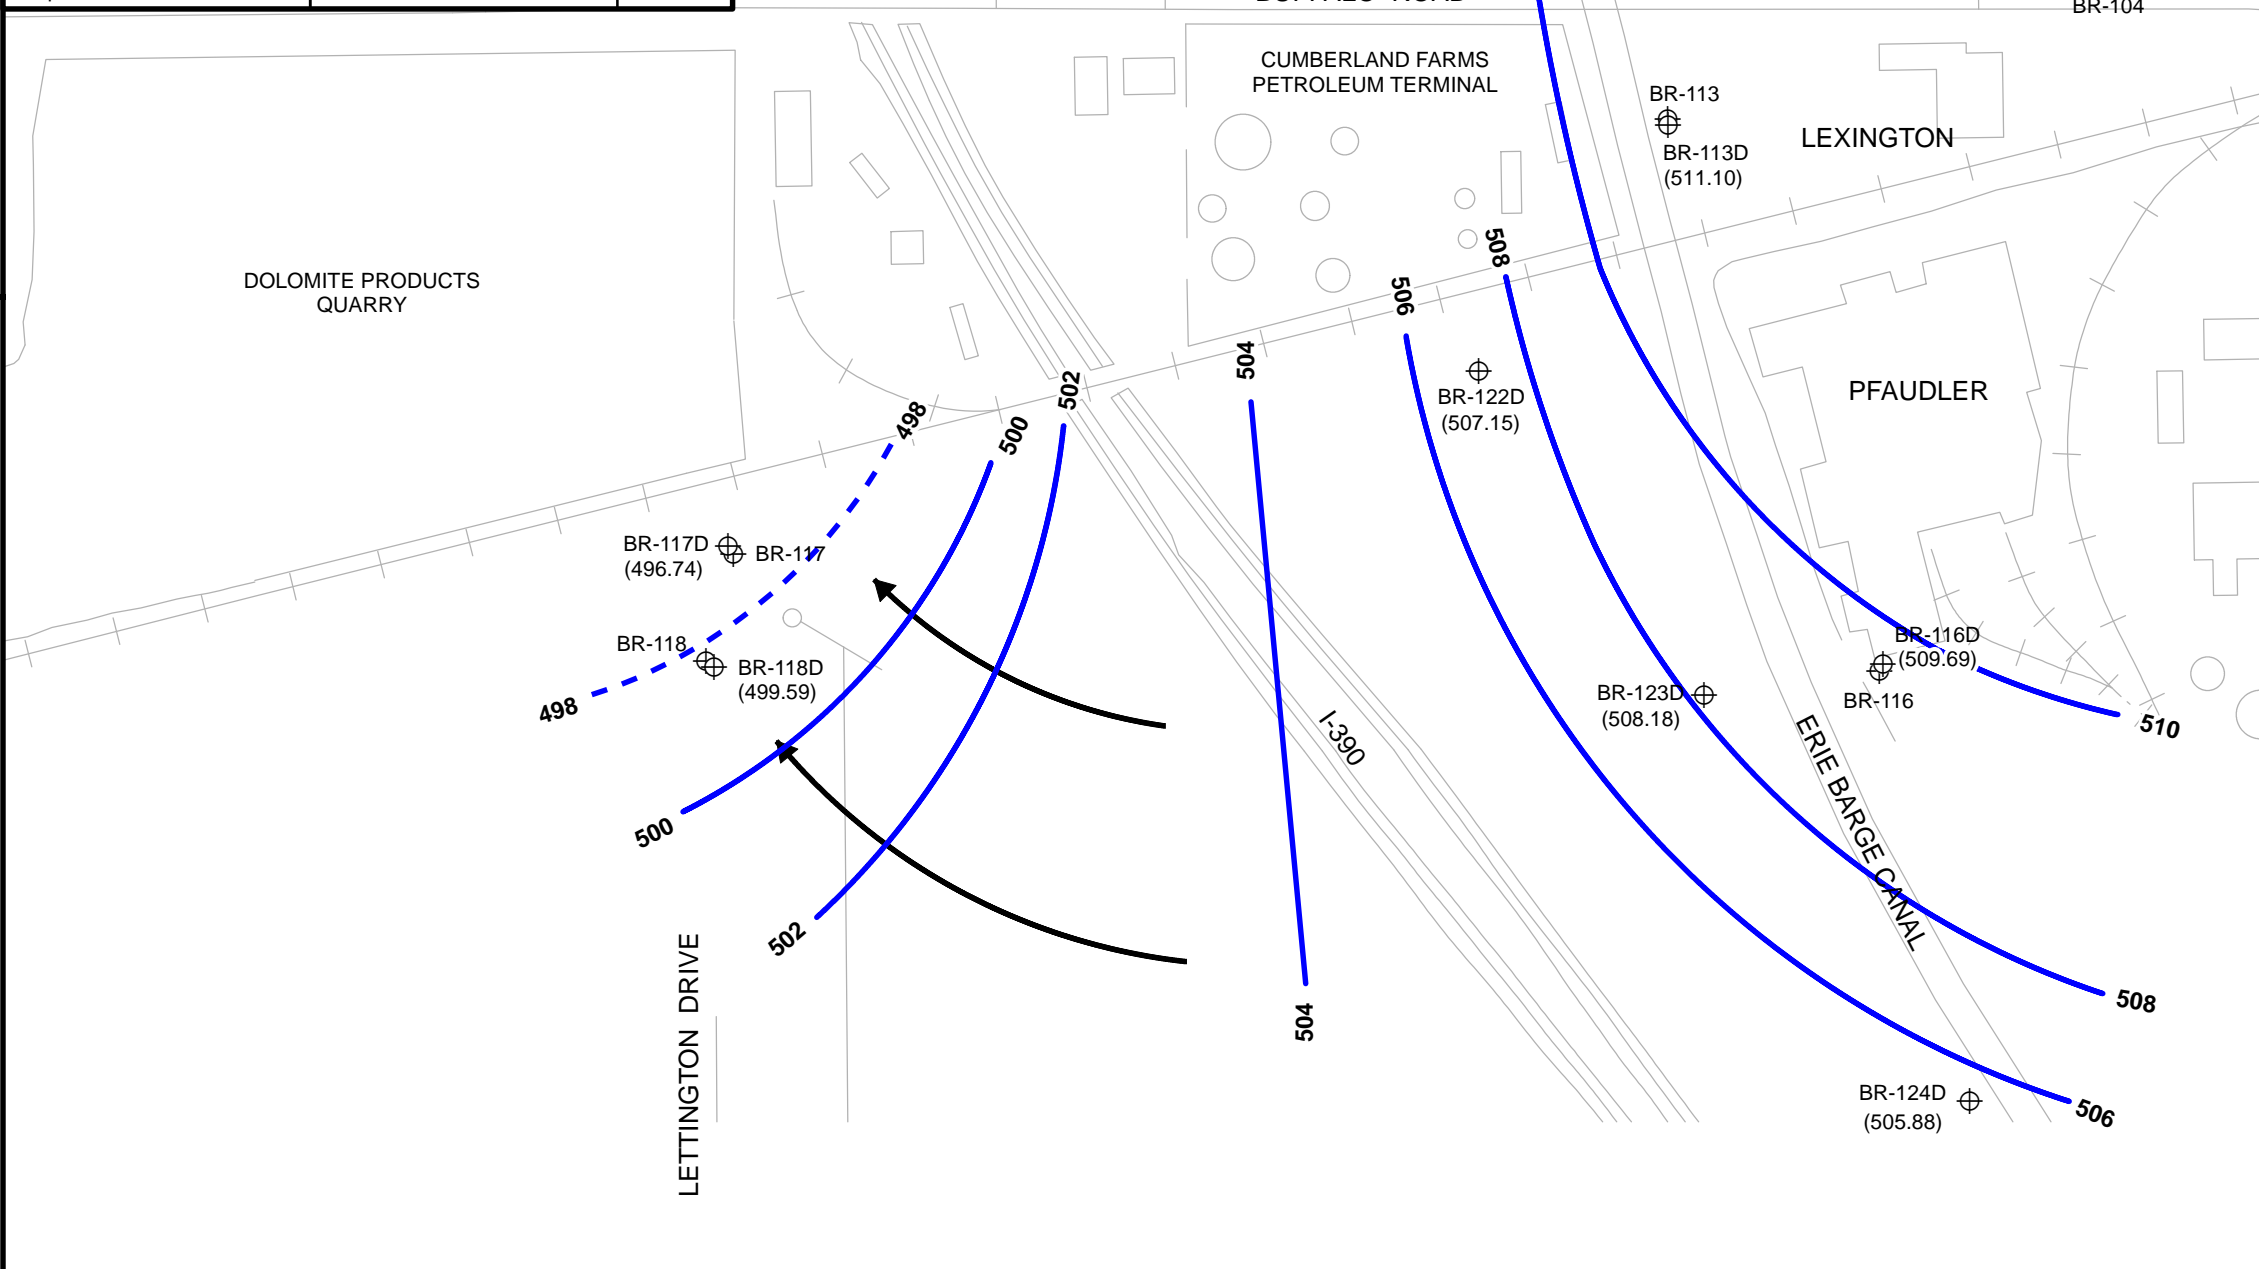 BR-104
CUMBERLAND FARMS
PETROLEUM TERMINAL
BR-113
LEXINGTON
BR-113D
(511.10)
DOLOMITE PRODUCTS
QUARRY
508
506
504
502
498
500
BR-122D
(507.15)
PFAUDLER
BR-117D
(496.74)
BR-117
BR-118
BR-118D
(499.59)
498
BR-116D
(509.69)
BR-116
BR-123D
(508.18)
510
I-390
ERIE BARGE CANAL
500
502
LETTINGTON DRIVE
504
508
506
BR-124D
(505.88)